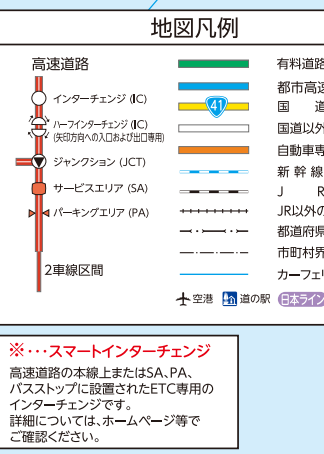 地図凡例
高速道路
インターチェンジ(IC)
ハーフインターチェンジ(IC)
(矢印方向への入口および出口専用)
ジャンクション(JCT)
サービスエリア(SA)
パーキングエリア(PA)
2車線区間
有料道路
都市高速
41
国 道
国道以外
自動車専
新幹線
J R
JR以外の
都道府県
市町村界
カーフェリ
空港 道の駅 日本ライン
※・・・スマートインターチェンジ
高速道路の本線上またはSA、PA、
バスストップに設置されたETC専用の
インターチェンジです。
詳細については、ホームページ等で
ご確認ください。